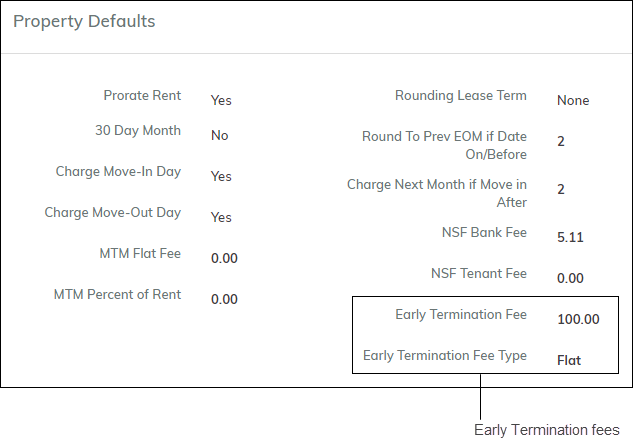 Property Defaults
Prorate Rent Yes
30 Day Month No
Charge Move-In Day Yes
Charge Move-Out Day Yes
MTM Flat Fee 0.00
MTM Percent of Rent 0.00
Rounding Lease Term None
Round To Prev EOM if Date
On/Before 2
Charge Next Month if Move in
After 2
NSF Bank Fee 5.11
NSF Tenant Fee 0.00
Early Termination Fee 100.00
Early Termination Fee Type Flat
Early Termination fees